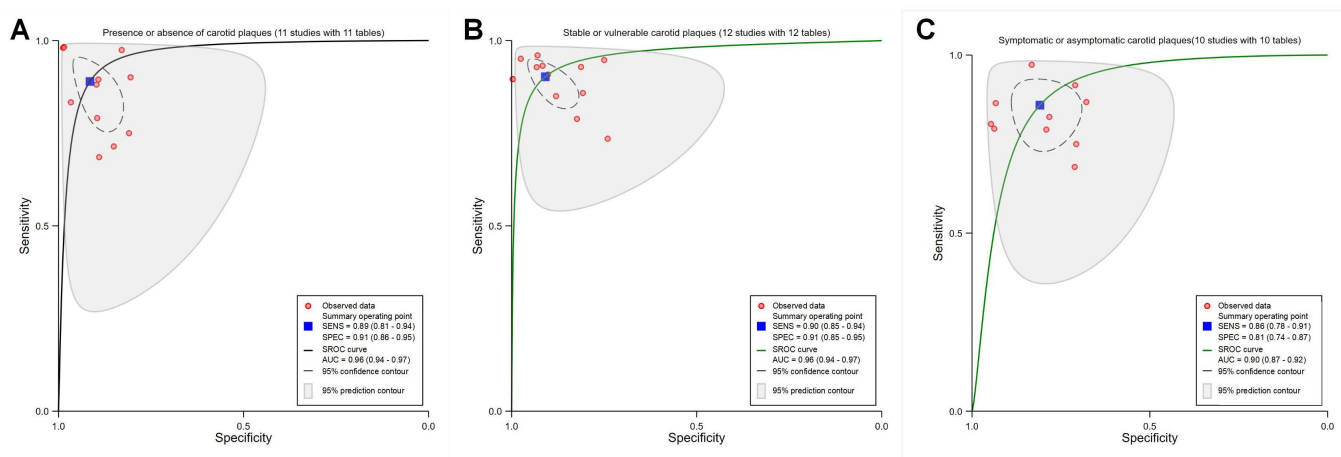 A
Presence or absence of carotid plaques (11 studies with 11 tables)
1.0
0.5
0.0
Sensitivity
1.0
0.5
0.0
Specificity
Observed data
Summary operating point
SENS = 0.89 (0.81 - 0.94)
SPEC = 0.91 (0.86 - 0.95)
SROC curve
AUC = 0.96 (0.94 - 0.97)
95% confidence contour
95% prediction contour
B
Stable or vulnerable carotid plaques (12 studies with 12 tables)
1.0
0.5
0.0
Sensitivity
1.0
0.5
0.0
Specificity
Observed data
Summary operating point
SENS = 0.90 (0.85 - 0.94)
SPEC = 0.91 (0.85 - 0.95)
SROC curve
AUC = 0.96 (0.94 - 0.97)
95% confidence contour
95% prediction contour
C
Symptomatic or asymptomatic carotid plaques(10 studies with 10 tables)
1.0
0.5
0.0
Sensitivity
1.0
0.5
0.0
Specificity
Observed data
Summary operating point
SENS = 0.86 (0.78 - 0.91)
SPEC = 0.81 (0.74 - 0.87)
SROC curve
AUC = 0.90 (0.87 - 0.92)
95% confidence contour
95% prediction contour